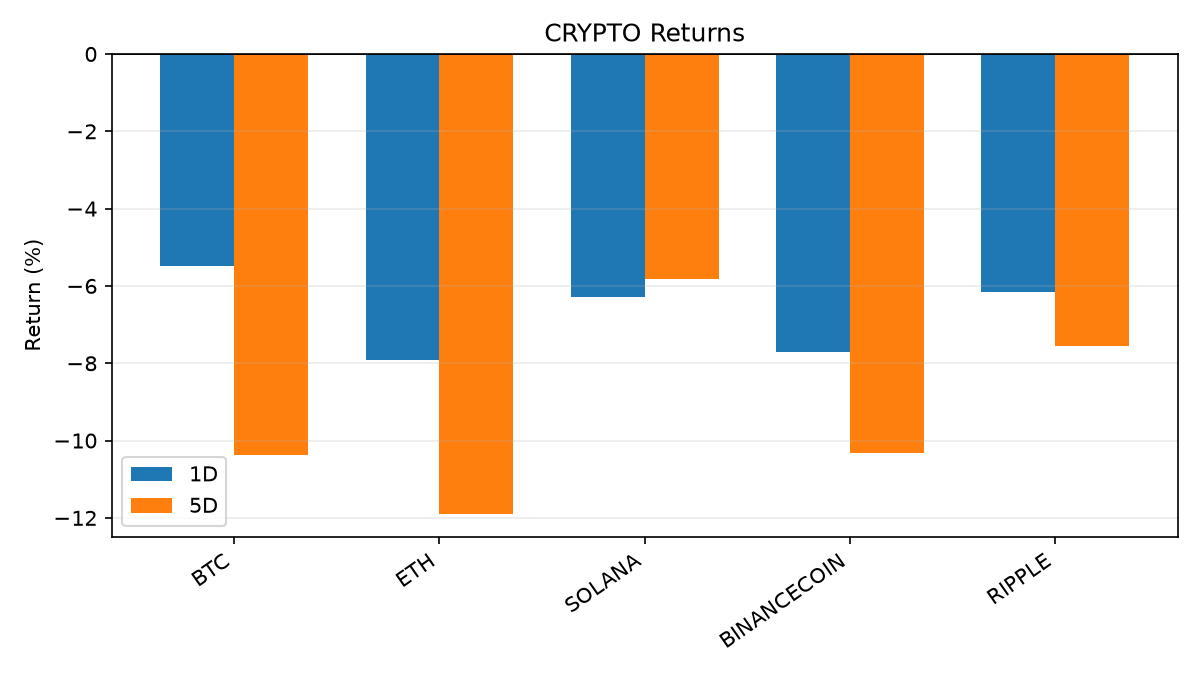 CRYPTO Returns
Return (%)
0
−2
−4
−6
−8
−10
−12
1D
5D
BTC
ETH
SOLANA
BINANCECOIN
RIPPLE